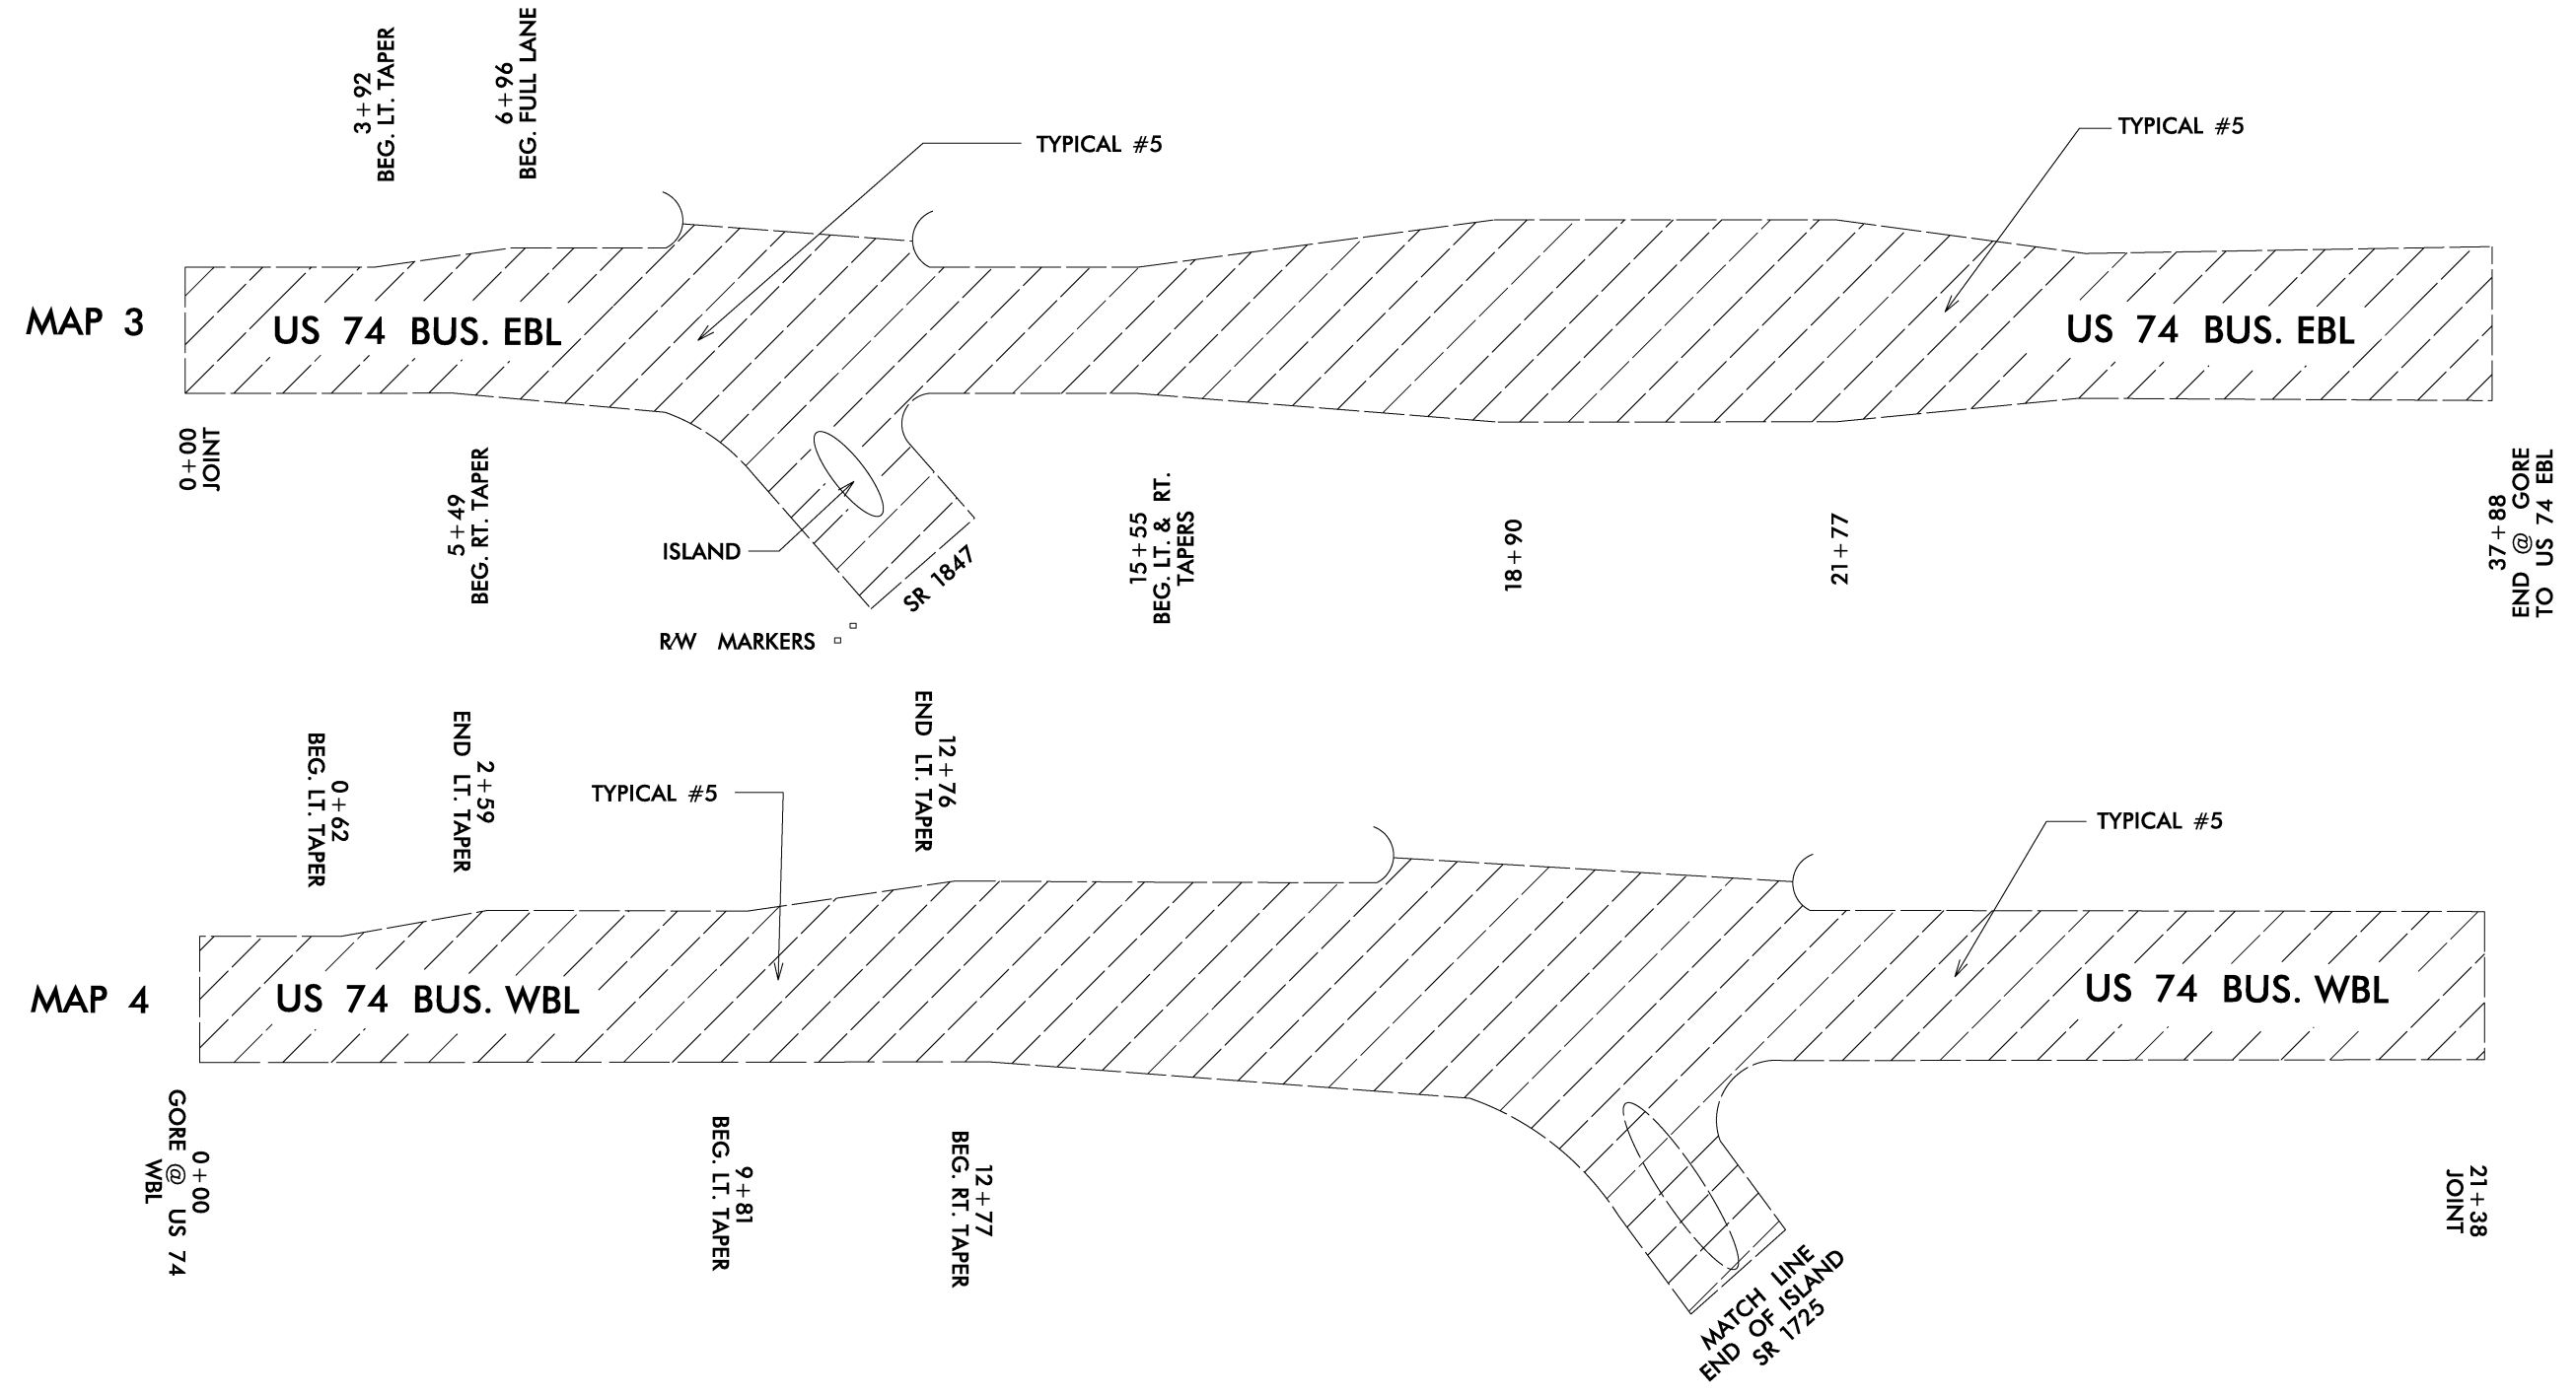 3+92
BEG. LT. TAPER
6+96
BEG. FULL LANE
TYPICAL #5
TYPICAL #5
MAP 3
US 74 BUS. EBL
US 74 BUS. EBL
0+00
JOINT
5+49
BEG. RT. TAPER
ISLAND
SR 1847
R/W MARKERS
15+55
BEG. LT. & RT.
TAPERS
18+90
21+77
37+88
END @ GORE
TO US 74 EBL
0+62
BEG. LT. TAPER
2+59
END LT. TAPER
TYPICAL #5
12+76
END LT. TAPER
TYPICAL #5
MAP 4
US 74 BUS. WBL
US 74 BUS. WBL
0+00
GORE @ US 74
WBL
9+81
BEG. LT. TAPER
12+77
BEG. RT. TAPER
MATCH LINE
END OF ISLAND
SR 1725
21+38
JOINT